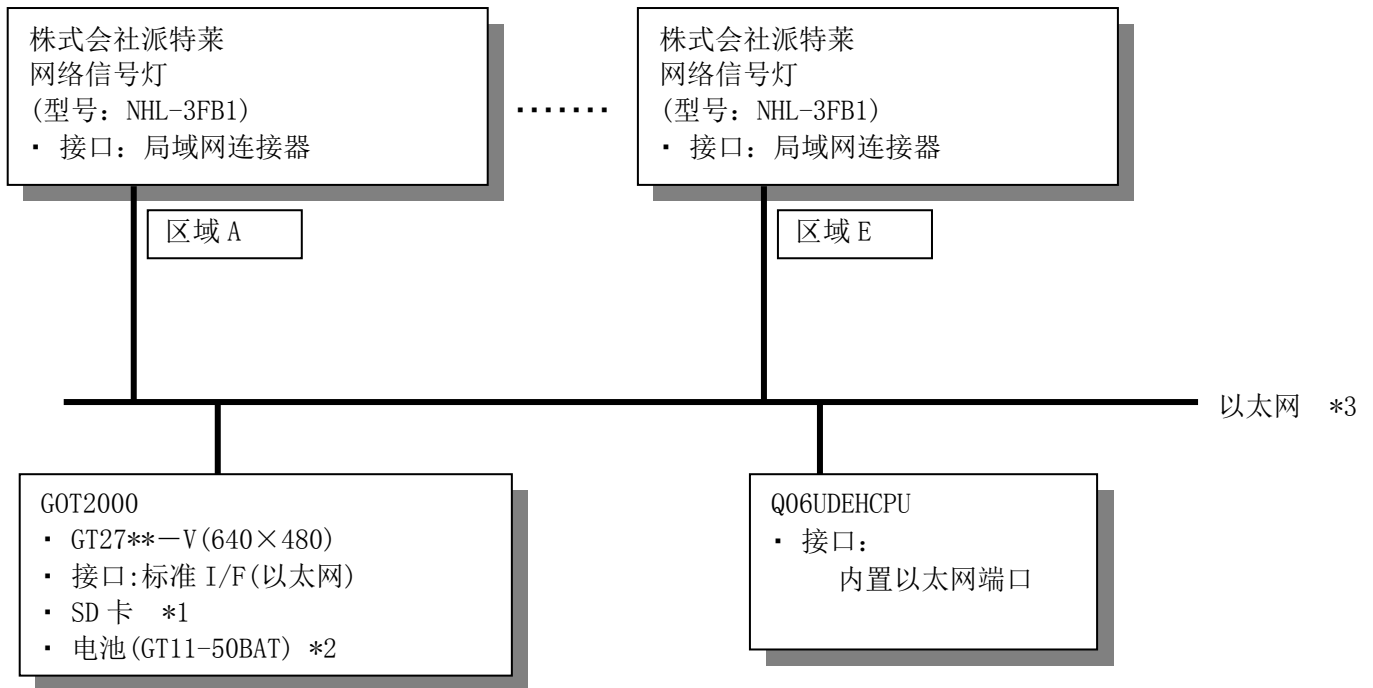 株式会社派特莱
网络信号灯
(型号：NHL-3FB1)
・ 接口：局域网连接器
·······
株式会社派特莱
网络信号灯
(型号：NHL-3FB1)
・ 接口：局域网连接器
区域 A
区域 E
以太网 *3
GOT2000
・ GT27**－V(640×480)
・ 接口:标准 I/F(以太网)
・ SD 卡 *1
・ 电池(GT11-50BAT) *2
Q06UDEHCPU
・ 接口：
内置以太网端口